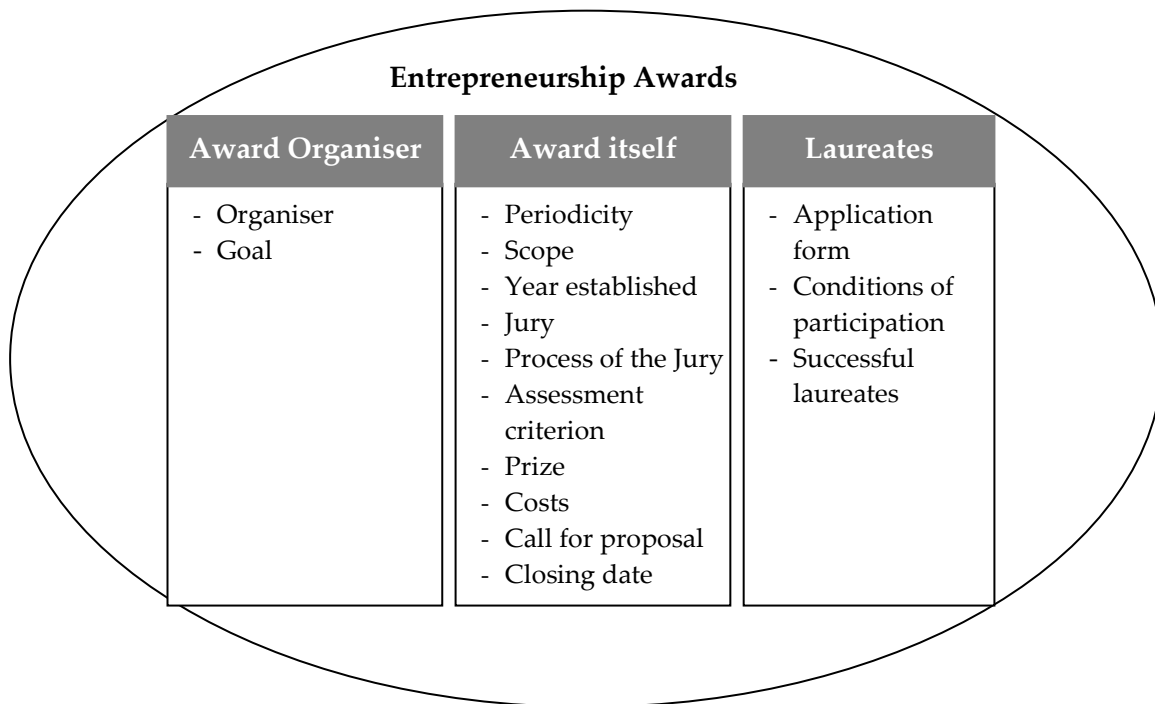 Entrepreneurship Awards
Award Organiser
- Organiser
- Goal
Award itself
- Periodicity
- Scope
- Year established
- Jury
- Process of the Jury
- Assessment
criterion
- Prize
- Costs
- Call for proposal
- Closing date
Laureates
- Application
form
- Conditions of
participation
- Successful
laureates